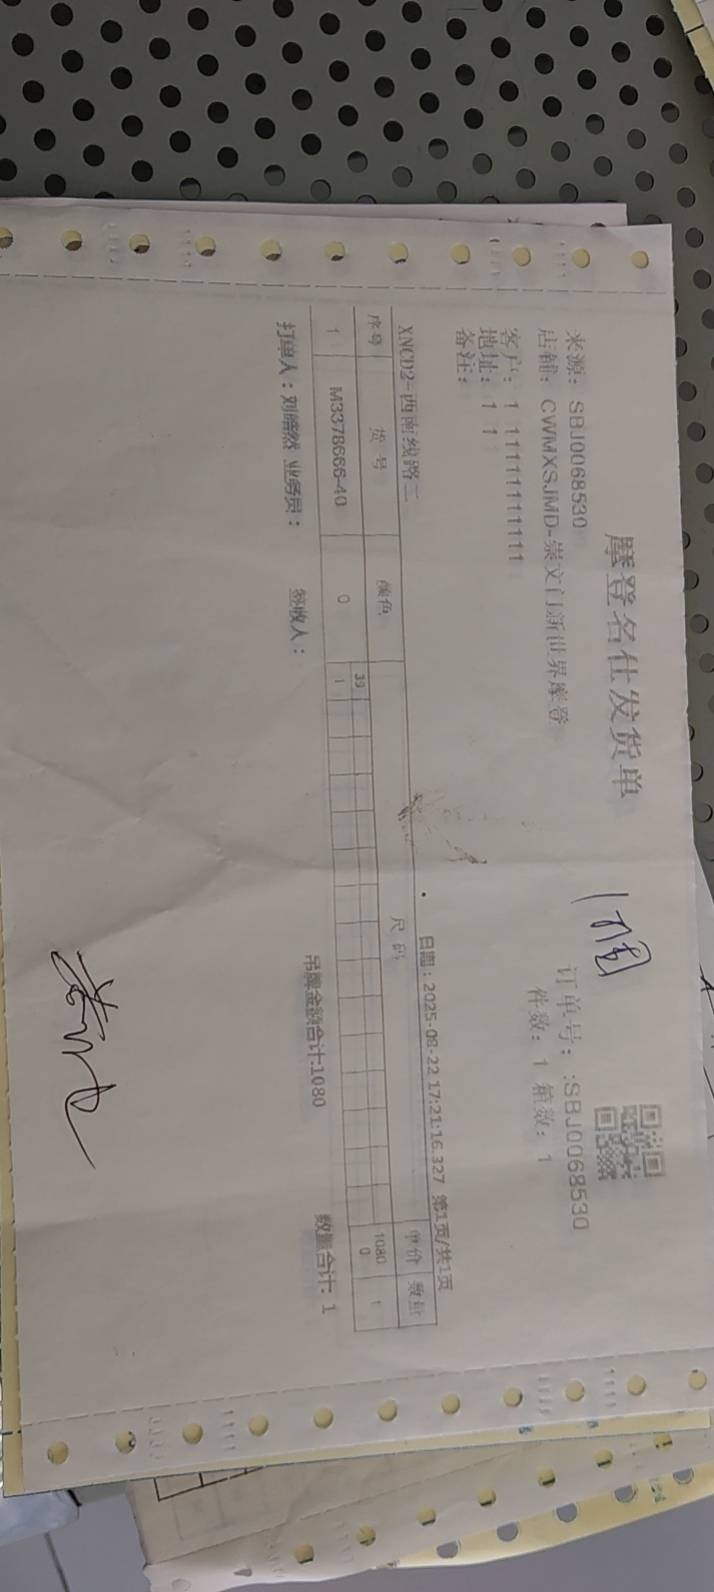 摩登名仕发货单
来源：SBJ0068530
订单号：:SBJ0068530
店铺：CWMXSJMD-崇文门新世界摩登
件数：1 箱数：1
客户：1 11111111111
地址：1 1
备注：
日期：2025-08-22 17:21:16.327 第1页/共1页
XNCD2-西南线路二
序号 货号 颜色 尺码 单价 数量
39
1 M3378666-40 0 1 1080 0 1
吊牌金额合计:1080 数量合计：1
打单人：刘皓然 业务员： 签收人：